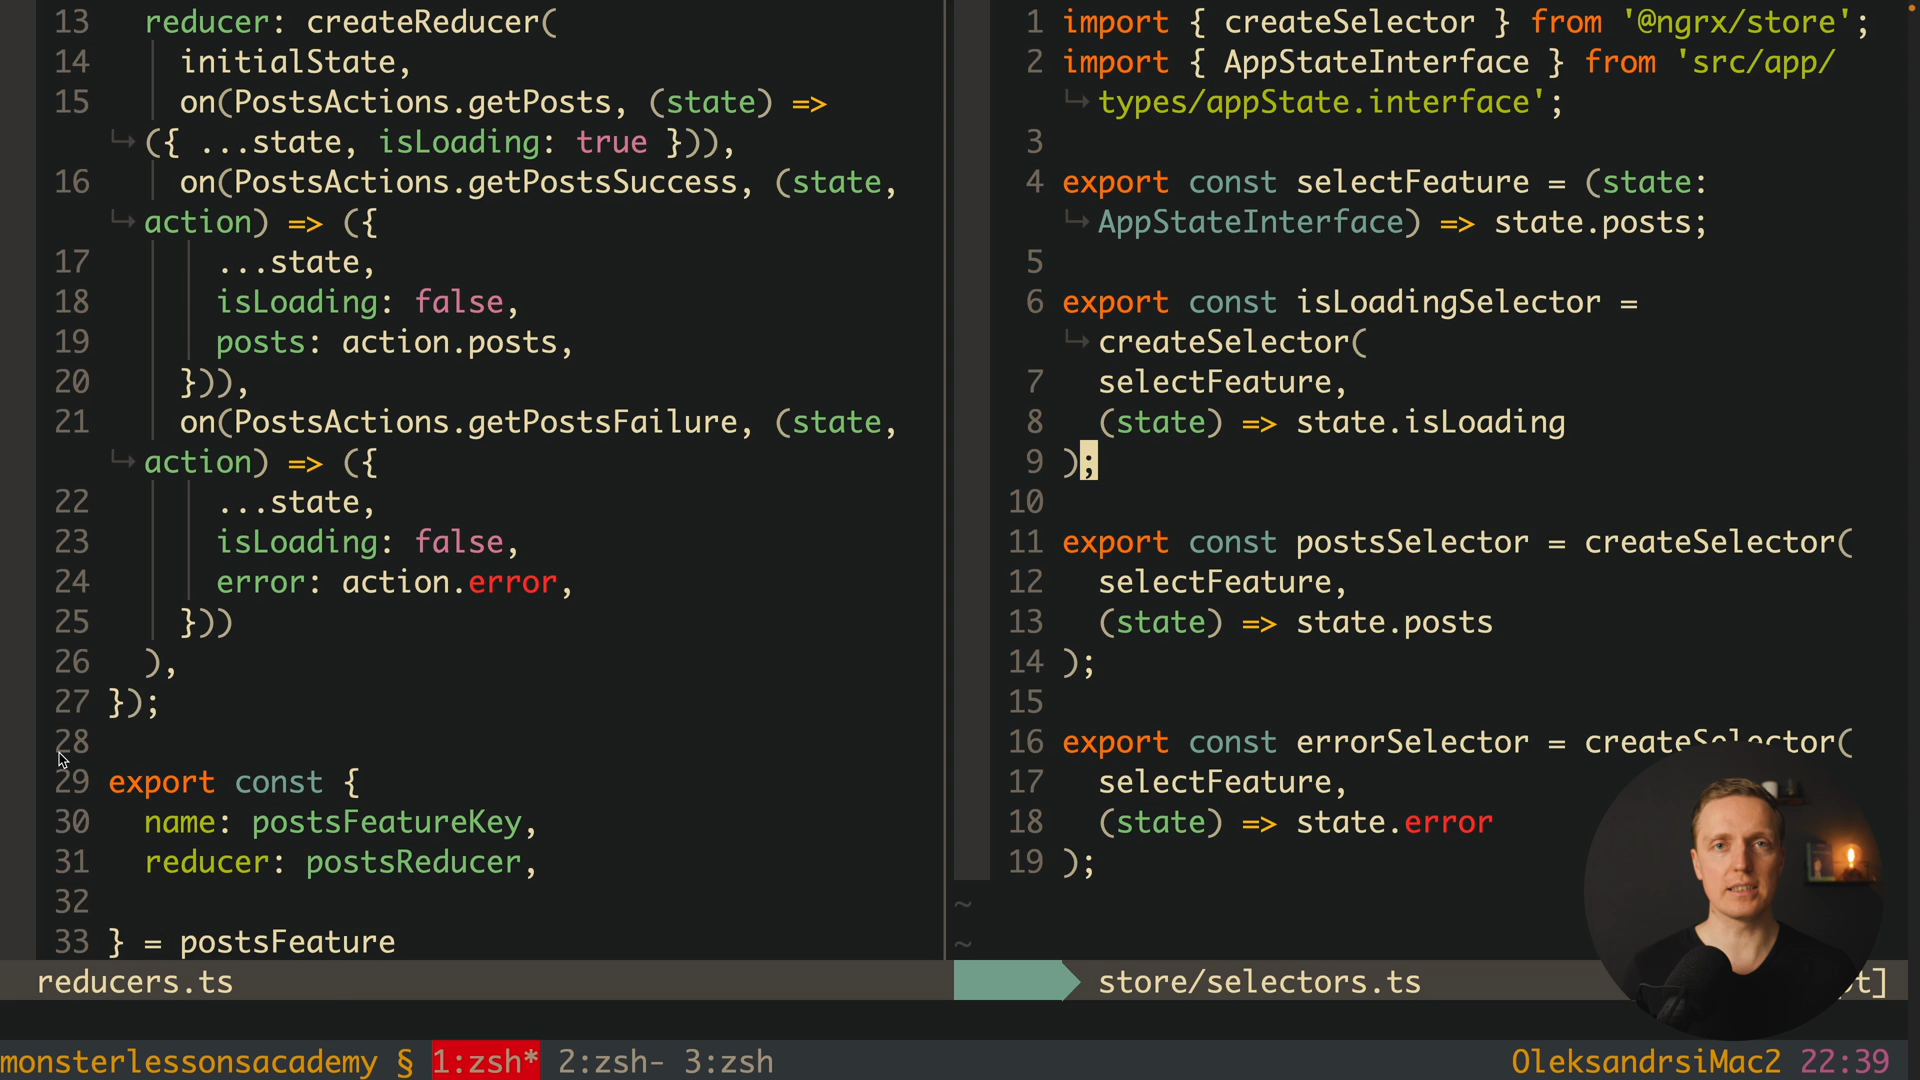 13 reducer: createReducer(
14 initialState,
15 on(PostsActions.getPosts, (state) =>
({ ...state, isLoading: true })),
16 on(PostsActions.getPostsSuccess, (state,
action) => ({
17 ...state,
18 isLoading: false,
19 posts: action.posts,
20 })),
21 on(PostsActions.getPostsFailure, (state,
action) => ({
22 ...state,
23 isLoading: false,
24 error: action.error,
25 }))
26 ),
27 });
28
29 export const {
30 name: postsFeatureKey,
31 reducer: postsReducer,
32
33 } = postsFeature
reducers.ts
1 import { createSelector } from '@ngrx/store';
2 import { AppStateInterface } from 'src/app/
types/appState.interface';
3
4 export const selectFeature = (state:
AppStateInterface) => state.posts;
5
6 export const isLoadingSelector =
createSelector(
7 selectFeature,
8 (state) => state.isLoading
9 );
10
11 export const postsSelector = createSelector(
12 selectFeature,
13 (state) => state.posts
14 );
15
16 export const errorSelector = createSelector(
17 selectFeature,
18 (state) => state.error
19 );
~
~
store/selectors.ts
monsterlessonsacademy § 1:zsh* 2:zsh- 3:zsh
OleksandrsiMac2 22:39